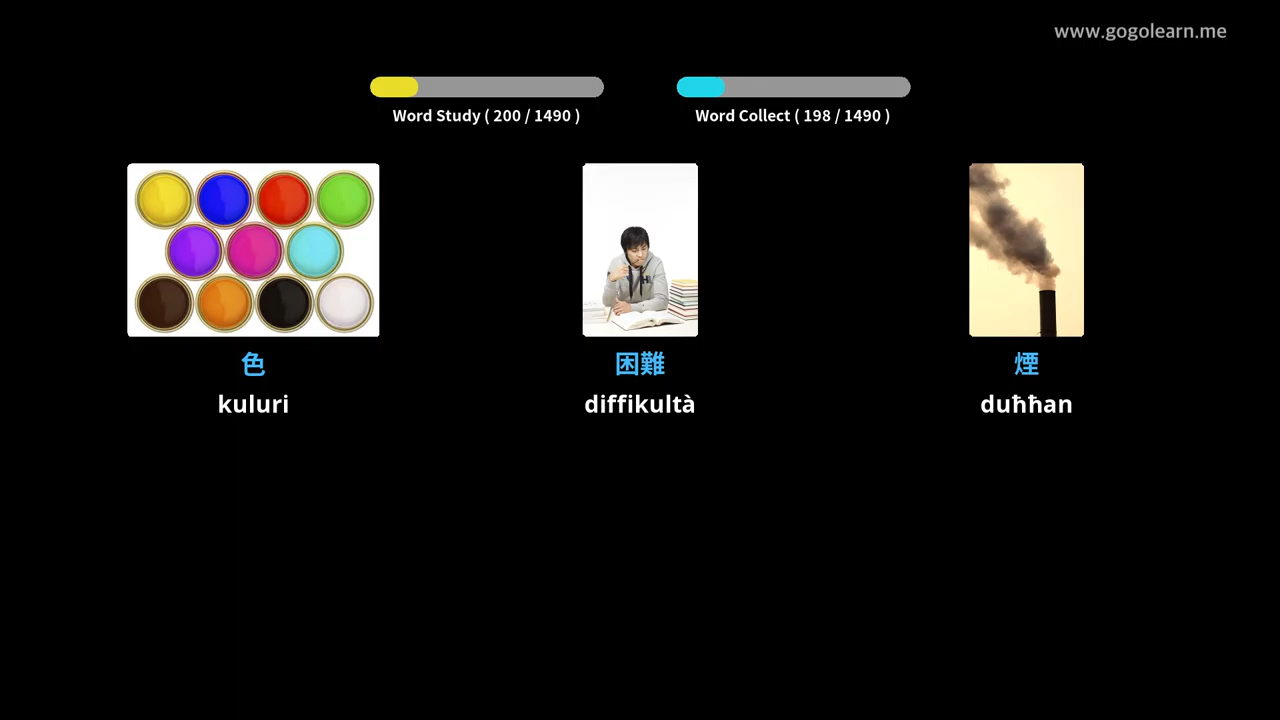 www.gogolearn.me
Word Study ( 200 / 1490 )
Word Collect ( 198 / 1490 )
色
困難
煙
kuluri
diffikultà
duħħan